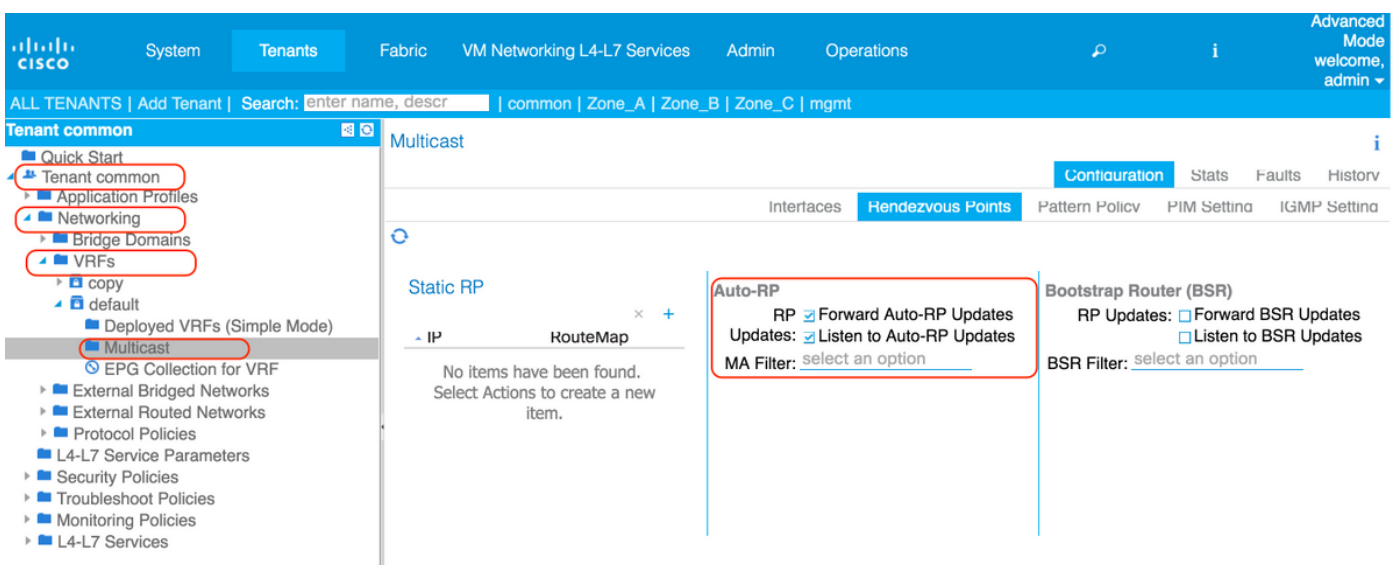 Advanced
Mode
welcome,
admin
CISCO System Tenants Fabric VM Networking L4-L7 Services Admin Operations i
ALL TENANTS | Add Tenant | Search: enter name, descr | common | Zone_A | Zone_B | Zone_C | mgmt
Tenant common
Quick Start
Tenant common
Application Profiles
Networking
Bridge Domains
VRFs
copy
default
Deployed VRFs (Simple Mode)
Multicast
EPG Collection for VRF
External Bridged Networks
External Routed Networks
Protocol Policies
L4-L7 Service Parameters
Security Policies
Troubleshoot Policies
Monitoring Policies
L4-L7 Services
Multicast i
Configuration Stats Faults History
Interfaces Rendezvous Points Pattern Policy PIM Setting IGMP Setting
Static RP
× +
IP RouteMap
No items have been found.
Select Actions to create a new
item.
Auto-RP
RP Forward Auto-RP Updates
Updates: Listen to Auto-RP Updates
MA Filter: select an option
Bootstrap Router (BSR)
RP Updates: Forward BSR Updates
Listen to BSR Updates
BSR Filter: select an option